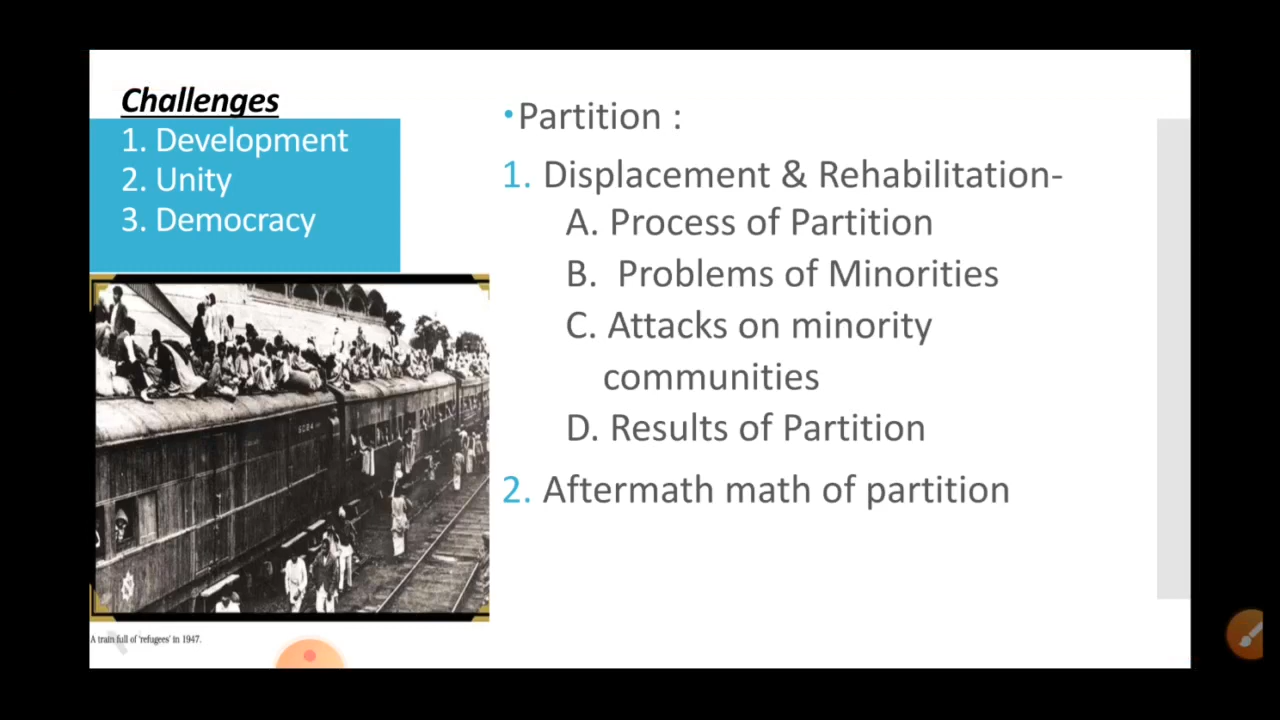 Challenges
1. Development
2. Unity
3. Democracy
A train full of 'refugees' in 1947.
•Partition :
1. Displacement & Rehabilitation-
A. Process of Partition
B. Problems of Minorities
C. Attacks on minority
communities
D. Results of Partition
2. Aftermath math of partition